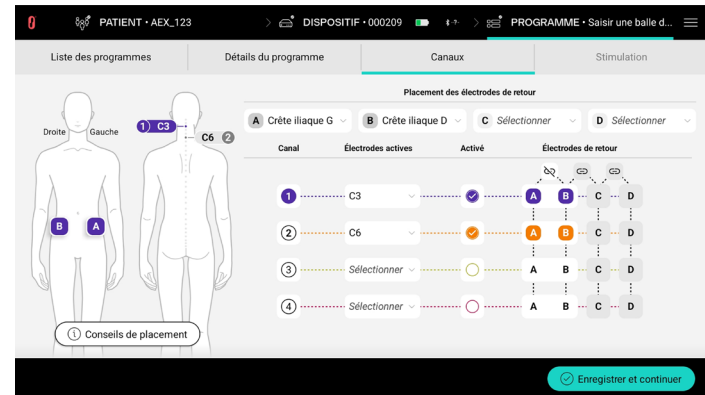 PATIENT • AEX_123
DISPOSITIF • 000209
PROGRAMME • Saisir une balle d...
Liste des programmes
Détails du programme
Canaux
Stimulation
Placement des électrodes de retour
A Crête iliaque G
B Crête iliaque D
C Sélectionner
D Sélectionner
Droite
Gauche
1 C3
C6 2
B
A
Conseils de placement
Canal
Électrodes actives
Activé
Électrodes de retour
1 C3 A B C D
2 C6 A B C D
3 Sélectionner A B C D
4 Sélectionner A B C D
Enregistrer et continuer